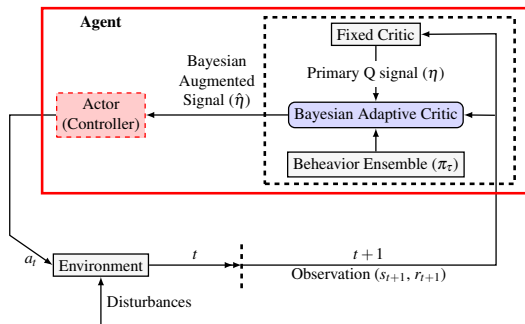 Agent
Fixed Critic
Primary Q signal (η)
Bayesian
Augmented
Signal (η̂)
Actor
(Controller)
Bayesian Adaptive Critic
Beheavior Ensemble (π_τ)
a_t
Environment
t
t + 1
Observation (s_{t+1}, r_{t+1})
Disturbances